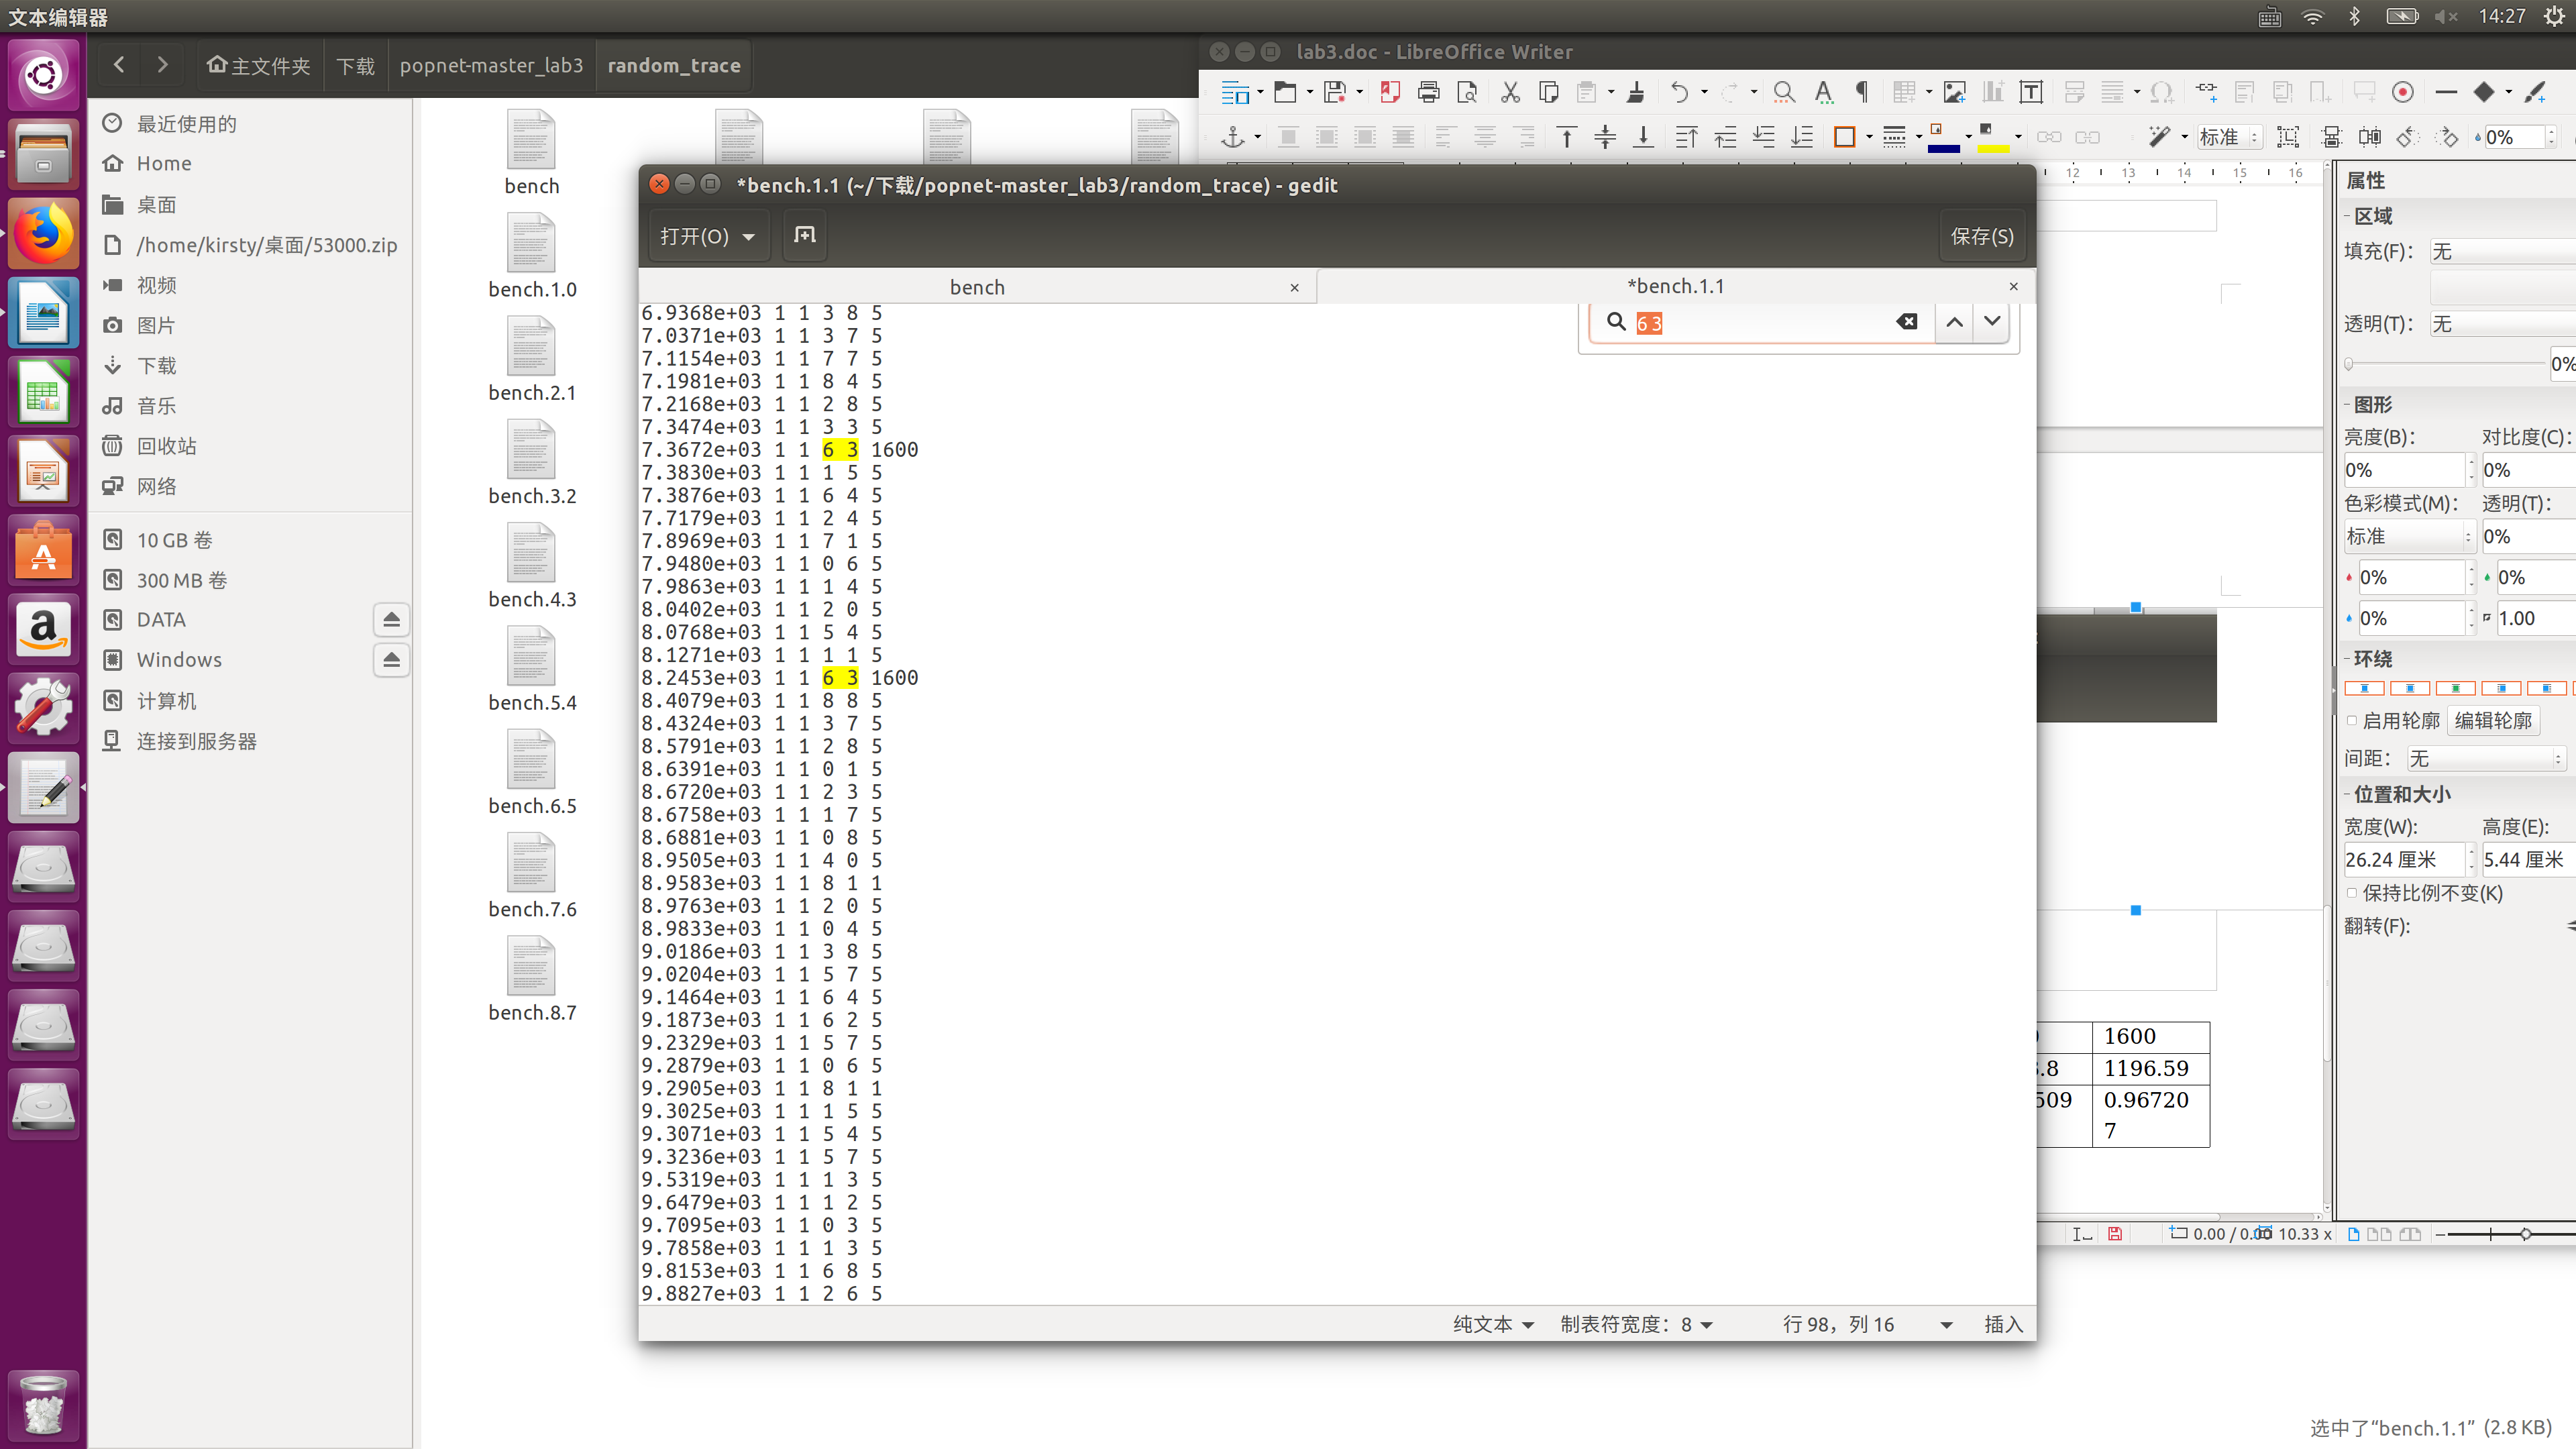 文本编辑器
14:27
主文件夹
下载
popnet-master_lab3
random_trace
lab3.doc - LibreOffice Writer
最近使用的
Home
桌面
/home/kirsty/桌面/53000.zip
视频
图片
下载
音乐
回收站
网络
10 GB 卷
300 MB 卷
DATA
Windows
计算机
连接到服务器
bench
bench.1.0
bench.2.1
bench.3.2
bench.4.3
bench.5.4
bench.6.5
bench.7.6
bench.8.7
*bench.1.1 (~/下载/popnet-master_lab3/random_trace) - gedit
打开(O)
保存(S)
bench
*bench.1.1
6 3
6.9368e+03 1 1 3 8 5
7.0371e+03 1 1 3 7 5
7.1154e+03 1 1 7 7 5
7.1981e+03 1 1 8 4 5
7.2168e+03 1 1 2 8 5
7.3474e+03 1 1 3 3 5
7.3672e+03 1 1 6 3 1600
7.3830e+03 1 1 1 5 5
7.3876e+03 1 1 6 4 5
7.7179e+03 1 1 2 4 5
7.8969e+03 1 1 7 1 5
7.9480e+03 1 1 0 6 5
7.9863e+03 1 1 1 4 5
8.0402e+03 1 1 2 0 5
8.0768e+03 1 1 5 4 5
8.1271e+03 1 1 1 1 5
8.2453e+03 1 1 6 3 1600
8.4079e+03 1 1 8 8 5
8.4324e+03 1 1 3 7 5
8.5791e+03 1 1 2 8 5
8.6391e+03 1 1 0 1 5
8.6720e+03 1 1 2 3 5
8.6758e+03 1 1 1 7 5
8.6881e+03 1 1 0 8 5
8.9505e+03 1 1 4 0 5
8.9583e+03 1 1 8 1 1
8.9763e+03 1 1 2 0 5
8.9833e+03 1 1 0 4 5
9.0186e+03 1 1 3 8 5
9.0204e+03 1 1 5 7 5
9.1464e+03 1 1 6 4 5
9.1873e+03 1 1 6 2 5
9.2329e+03 1 1 5 7 5
9.2879e+03 1 1 0 6 5
9.2905e+03 1 1 8 1 1
9.3025e+03 1 1 1 5 5
9.3071e+03 1 1 5 4 5
9.3236e+03 1 1 5 7 5
9.5319e+03 1 1 1 3 5
9.6479e+03 1 1 1 2 5
9.7095e+03 1 1 0 3 5
9.7858e+03 1 1 1 3 5
9.8153e+03 1 1 6 8 5
9.8827e+03 1 1 2 6 5
纯文本
制表符宽度：8
行 98，列 16
插入
标准
0%
12 13 14 15 16
1600
.8 1196.59
509 0.96720
7
0.00 / 0.00 10.33 x
属性
区域
填充(F)： 无
透明(T)： 无
0%
图形
亮度(B)： 对比度(C)：
0% 0%
色彩模式(M)： 透明(T)：
标准 0%
0% 0%
0% 1.00
环绕
启用轮廓 编辑轮廓
间距： 无
位置和大小
宽度(W): 高度(E):
26.24 厘米 5.44 厘米
保持比例不变(K)
翻转(F):
选中了“bench.1.1” (2.8 KB)